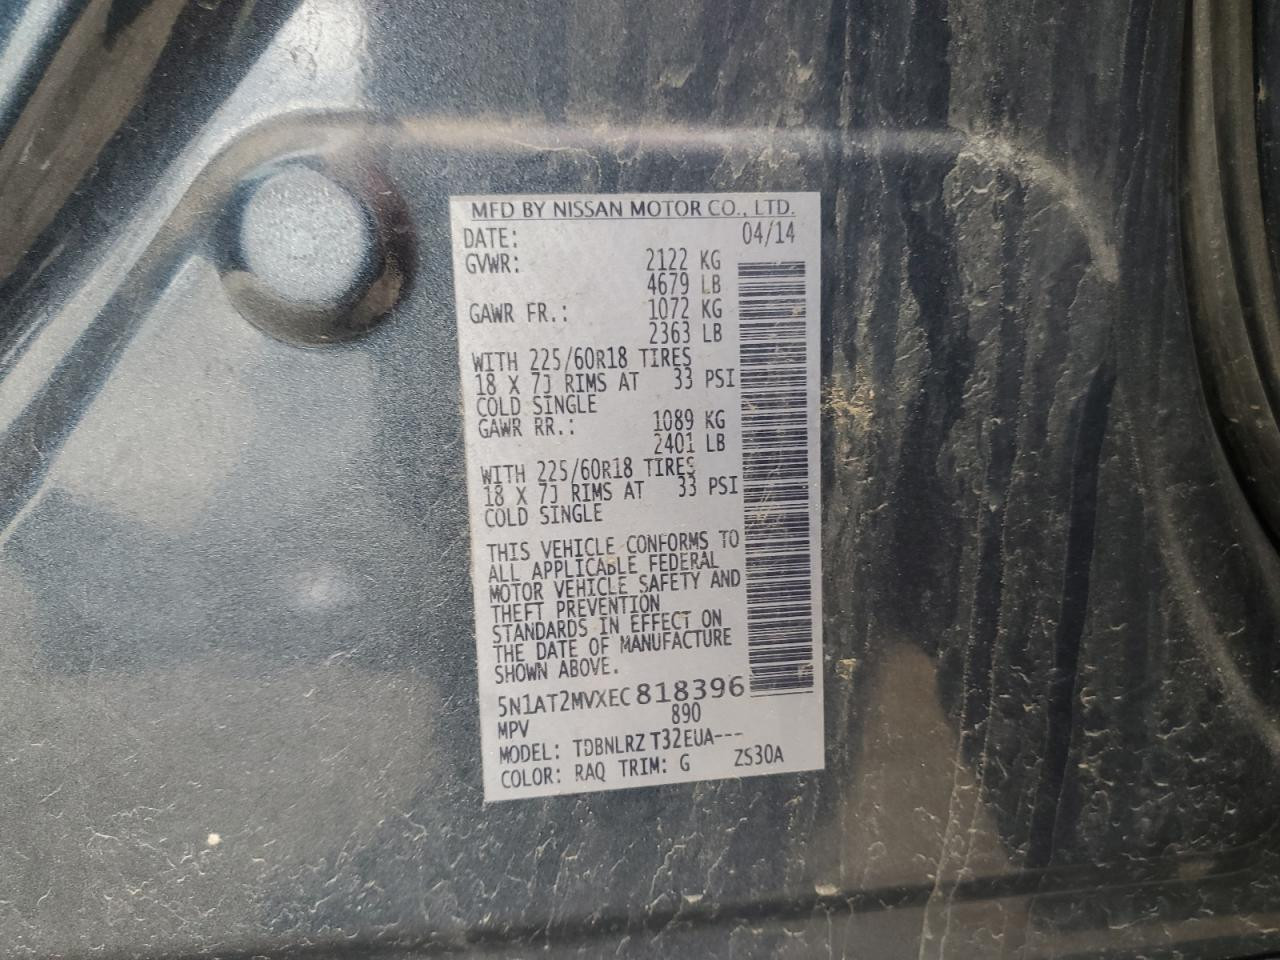 MFD BY NISSAN MOTOR CO., LTD.
DATE: 04/14
GVWR: 2122 KG
4679 LB
GAWR FR.: 1072 KG
2363 LB
WITH 225/60R18 TIRES
18 X 7J RIMS AT 33 PSI
COLD SINGLE
GAWR RR.: 1089 KG
2401 LB
WITH 225/60R18 TIRES
18 X 7J RIMS AT 33 PSI
COLD SINGLE
THIS VEHICLE CONFORMS TO
ALL APPLICABLE FEDERAL
MOTOR VEHICLE SAFETY AND
THEFT PREVENTION
STANDARDS IN EFFECT ON
THE DATE OF MANUFACTURE
SHOWN ABOVE.
5N1AT2MVXEC818396
MPV 890
MODEL: TDBNLRZ T32EUA---
COLOR: RAQ TRIM: G ZS30A